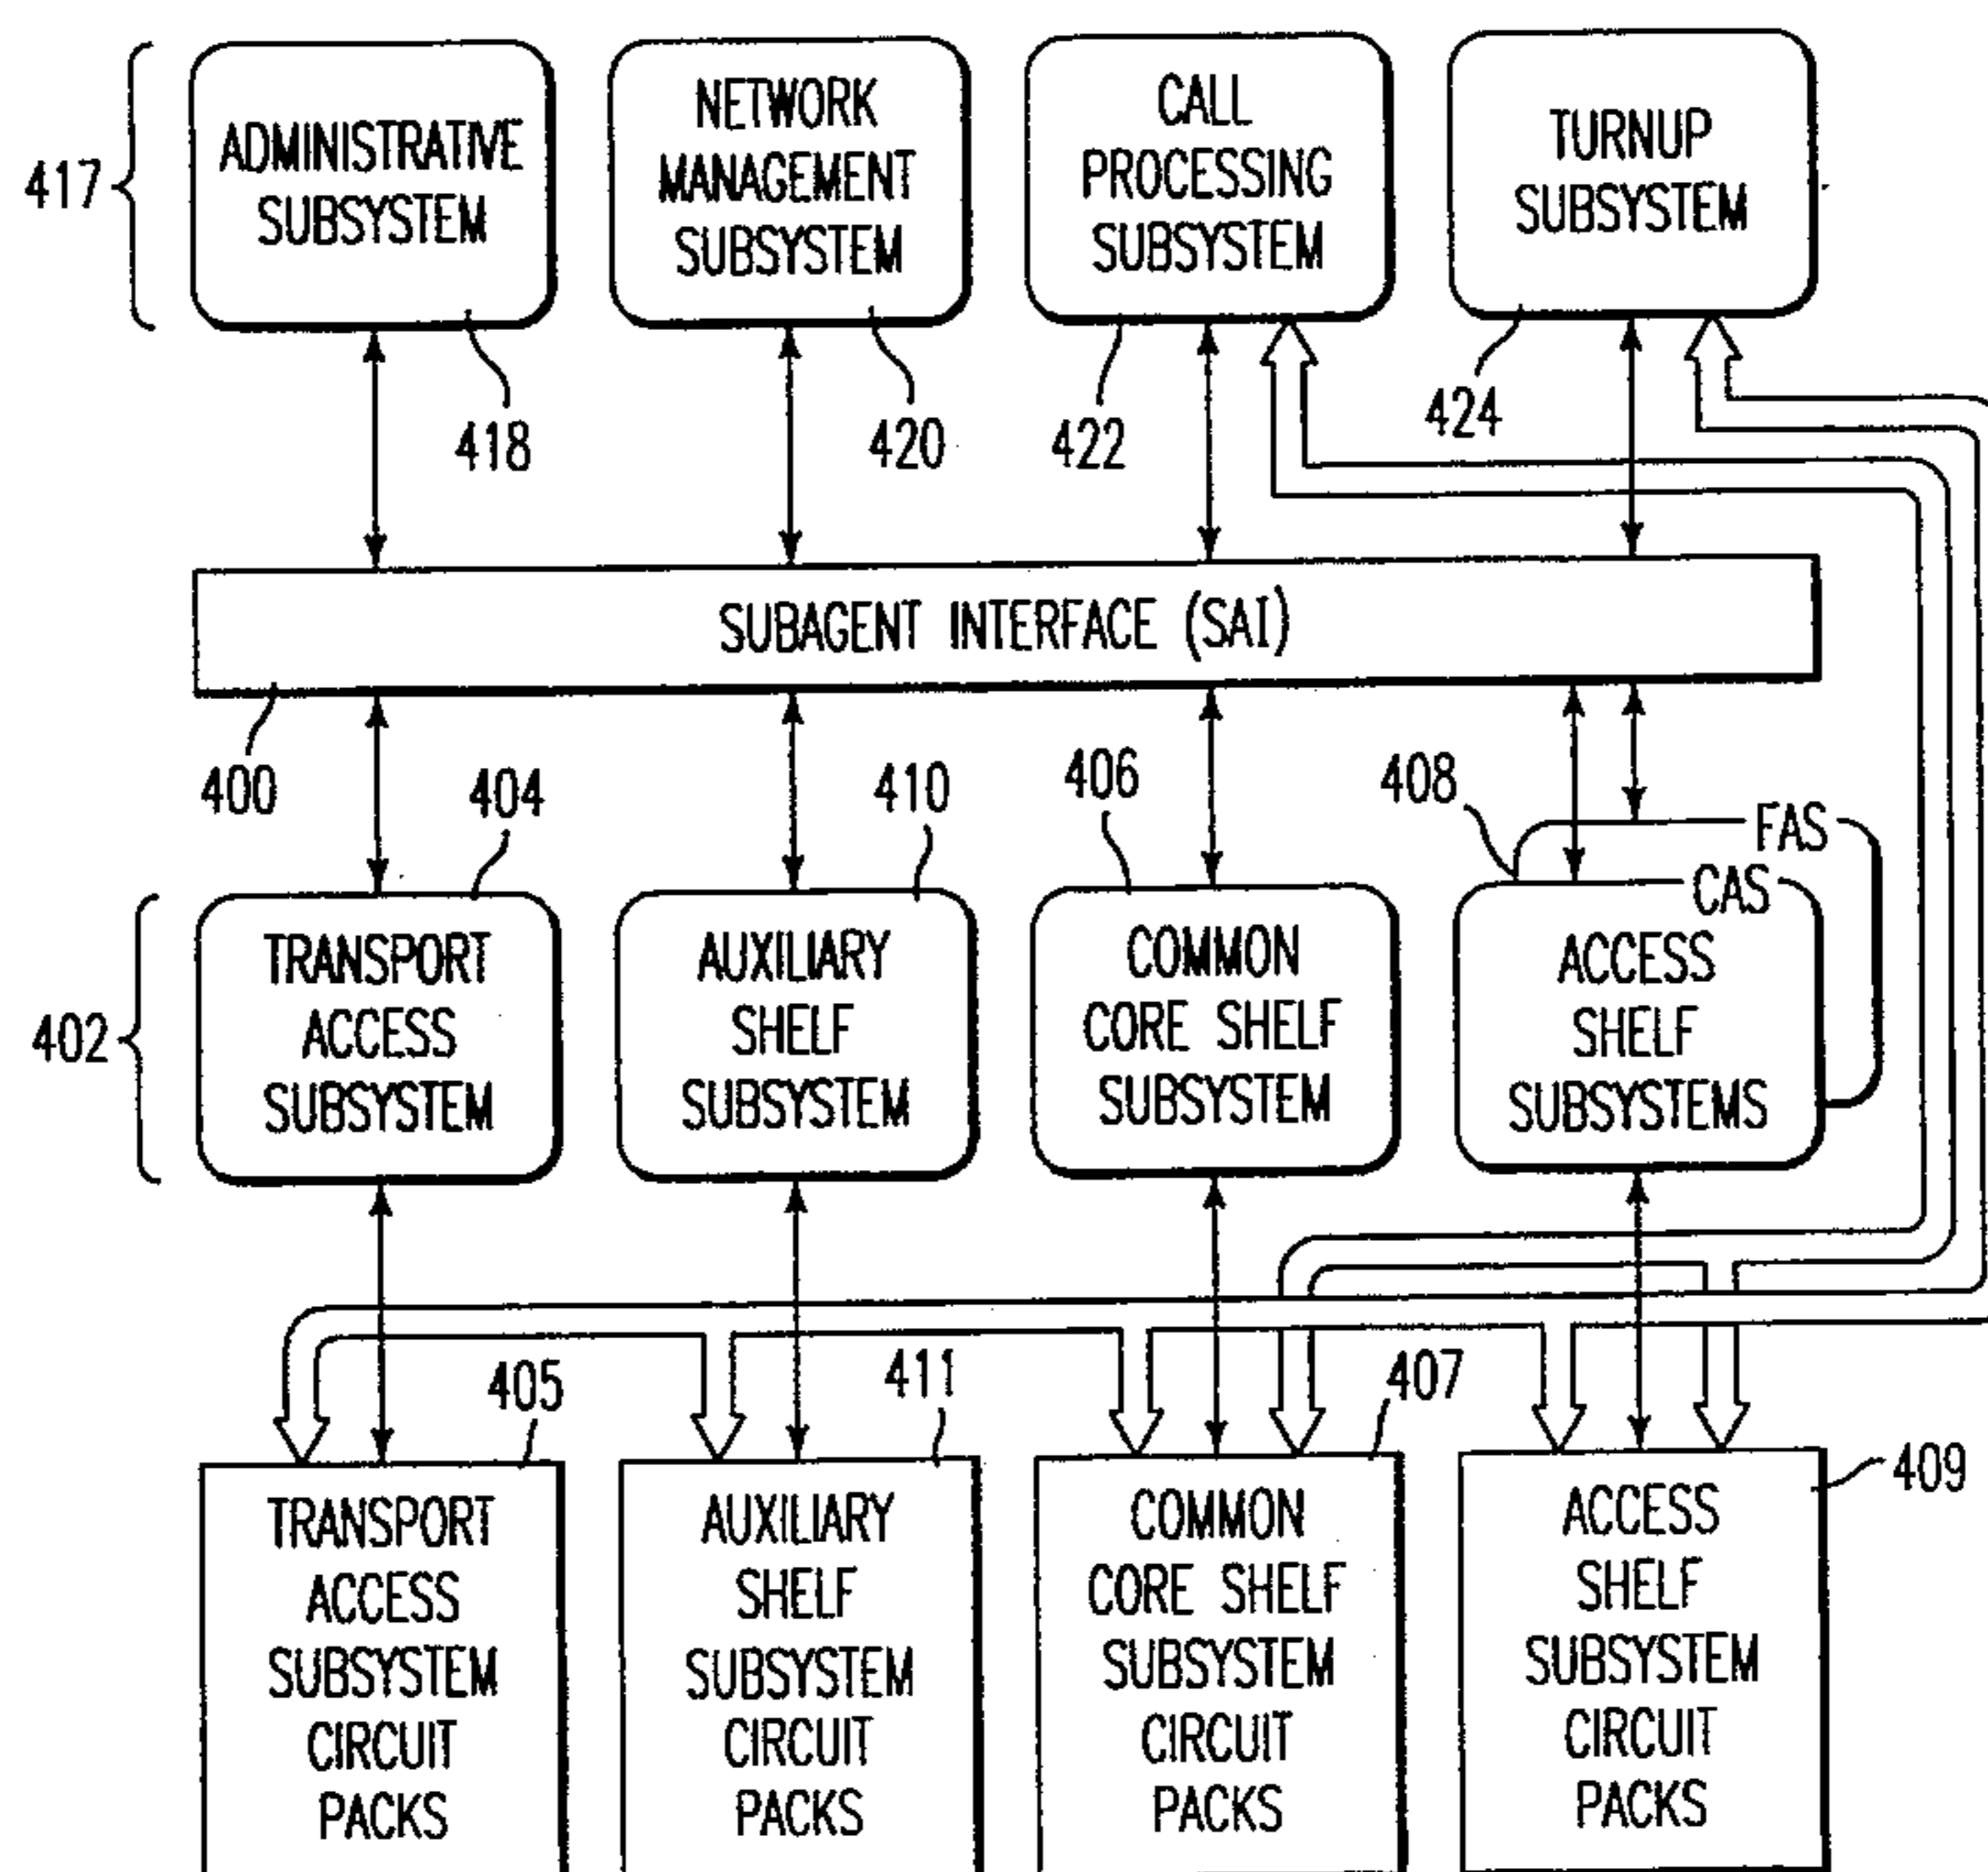 417
ADMINISTRATIVE
SUBSYSTEM
NETWORK
MANAGEMENT
SUBSYSTEM
CALL
PROCESSING
SUBSYSTEM
TURNUP
SUBSYSTEM
418
420
422
424
SUBAGENT INTERFACE (SAI)
400
404
410
406
408
FAS
CAS
402
TRANSPORT
ACCESS
SUBSYSTEM
AUXILIARY
SHELF
SUBSYSTEM
COMMON
CORE SHELF
SUBSYSTEM
ACCESS
SHELF
SUBSYSTEMS
405
411
407
409
TRANSPORT
ACCESS
SUBSYSTEM
CIRCUIT
PACKS
AUXILIARY
SHELF
SUBSYSTEM
CIRCUIT
PACKS
COMMON
CORE SHELF
SUBSYSTEM
CIRCUIT
PACKS
ACCESS
SHELF
SUBSYSTEM
CIRCUIT
PACKS